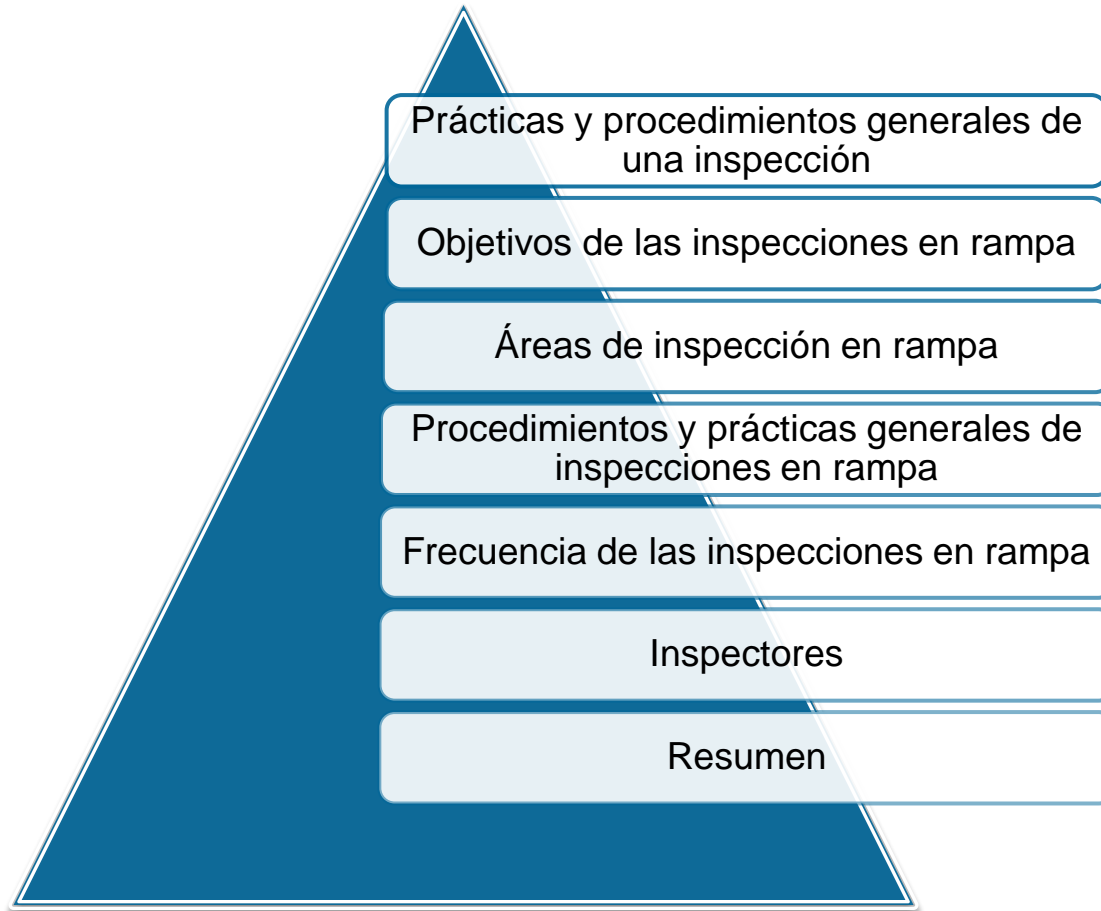 Prácticas y procedimientos generales de
una inspección
Objetivos de las inspecciones en rampa
Áreas de inspección en rampa
Procedimientos y prácticas generales de
inspecciones en rampa
Frecuencia de las inspecciones en rampa
Inspectores
Resumen